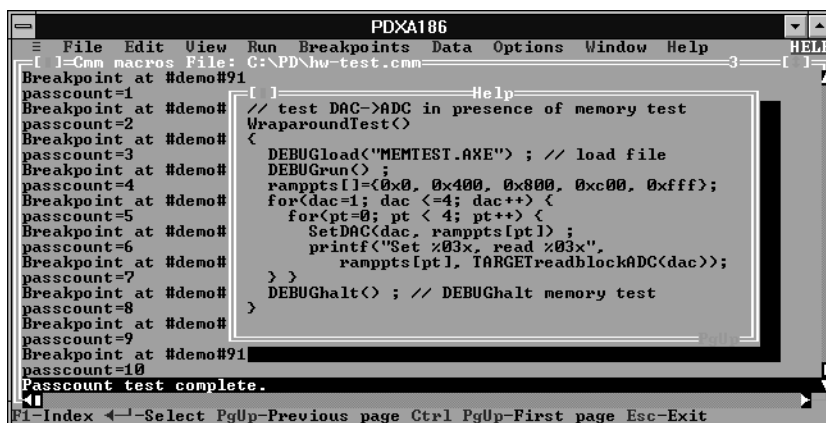 PDXA186
≡ File Edit View Run Breakpoints Data Options Window Help HELP
[ ]=Cmm macros File: C:\PD\hw-test.cmm 3
Breakpoint at #demo#91
passcount=1
Breakpoint at #demo#
passcount=2
Breakpoint at #demo#
passcount=3
Breakpoint at #demo#
passcount=4
Breakpoint at #demo#
passcount=5
Breakpoint at #demo#
passcount=6
Breakpoint at #demo#
passcount=7
Breakpoint at #demo#
passcount=8
Breakpoint at #demo#
passcount=9
Breakpoint at #demo#91
passcount=10
Passcount test complete.
Help
// test DAC->ADC in presence of memory test
WraparoundTest()
{
DEBUGload("MEMTEST.AXE") ; // load file
DEBUGrun() ;
ramppts[]={0x0, 0x400, 0x800, 0xc00, 0xfff};
for(dac=1; dac <=4; dac++) {
for(pt=0; pt < 4; pt++) {
SetDAC(dac, ramppts[pt]) ;
printf("Set %03x, read %03x",
ramppts[pt], TARGETreadblockADC(dac));
} }
DEBUGhalt() ; // DEBUGhalt memory test
}
PgUp
F1-Index ◄─┘-Select PgUp-Previous page Ctrl PgUp-First page Esc-Exit